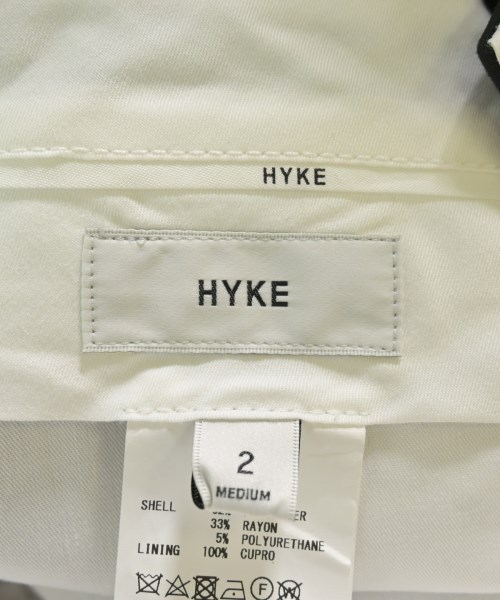 HYKE
HYKE
2
MEDIUM
SHELL
33% RAYON
5% POLYURETHANE
LINING 100% CUPRO